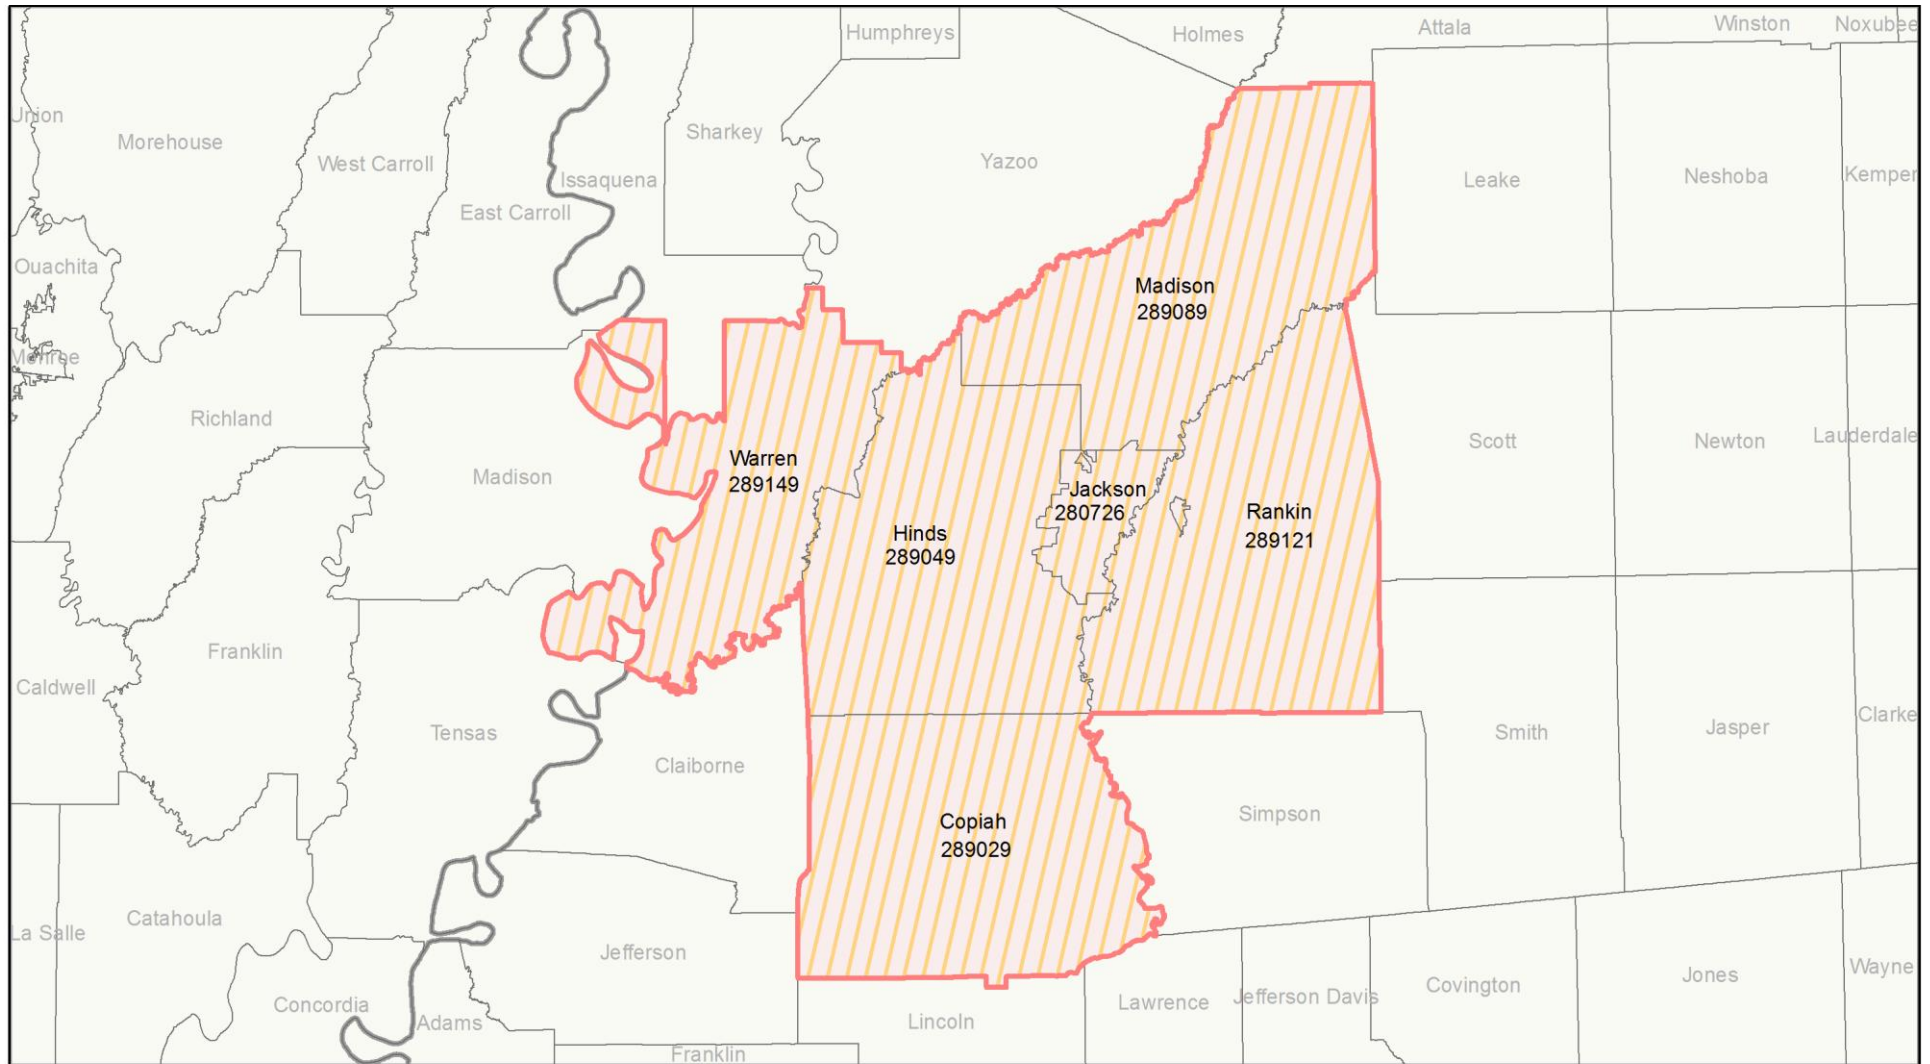 Humphreys
Holmes
Attala
Winston
Noxubee
Union
Morehouse
West Carroll
Sharkey
Yazoo
Issaquena
East Carroll
Leake
Neshoba
Kemper
Ouachita
Madison
289089
Monroe
Richland
Madison
Warren
289149
Hinds
289049
Jackson
280726
Rankin
289121
Scott
Newton
Lauderdale
Franklin
Caldwell
Tensas
Claiborne
Smith
Jasper
Clarke
Copiah
289029
Simpson
La Salle
Catahoula
Jefferson
Concordia
Adams
Lincoln
Lawrence
Jefferson Davis
Covington
Jones
Wayne
Franklin